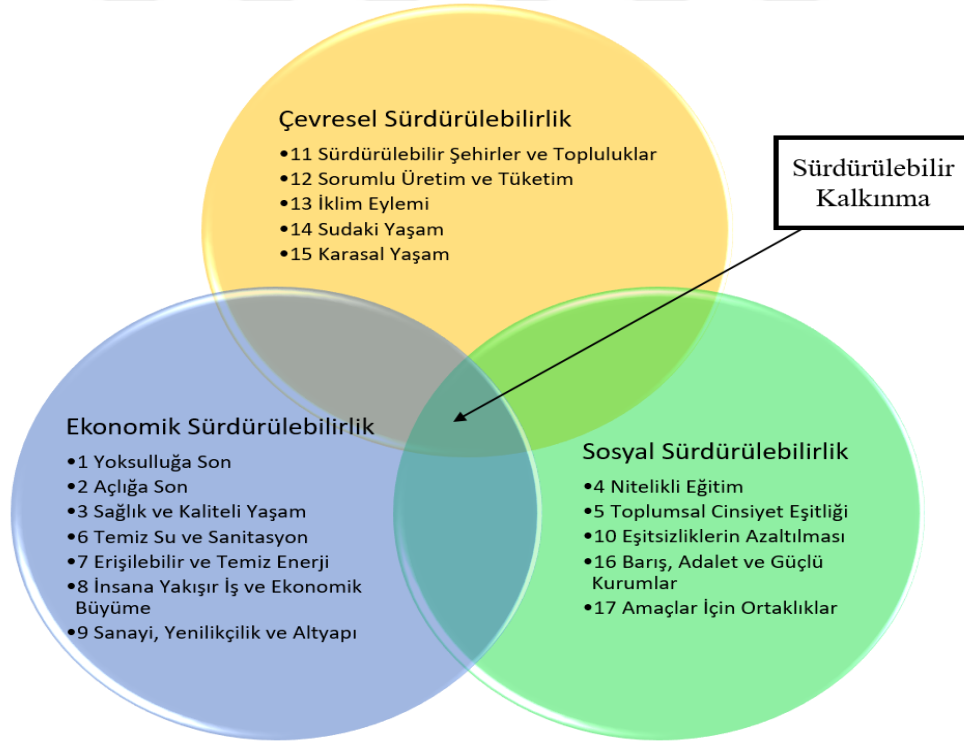 Çevresel Sürdürülebilirlik
•11 Sürdürülebilir Şehirler ve Topluluklar
•12 Sorumlu Üretim ve Tüketim
•13 İklim Eylemi
•14 Sudaki Yaşam
•15 Karasal Yaşam
Sürdürülebilir
Kalkınma
Ekonomik Sürdürülebilirlik
•1 Yoksulluğa Son
•2 Açlığa Son
•3 Sağlık ve Kaliteli Yaşam
•6 Temiz Su ve Sanitasyon
•7 Erişilebilir ve Temiz Enerji
•8 İnsana Yakışır İş ve Ekonomik
Büyüme
•9 Sanayi, Yenilikçilik ve Altyapı
Sosyal Sürdürülebilirlik
•4 Nitelikli Eğitim
•5 Toplumsal Cinsiyet Eşitliği
•10 Eşitsizliklerin Azaltılması
•16 Barış, Adalet ve Güçlü
Kurumlar
•17 Amaçlar İçin Ortaklıklar